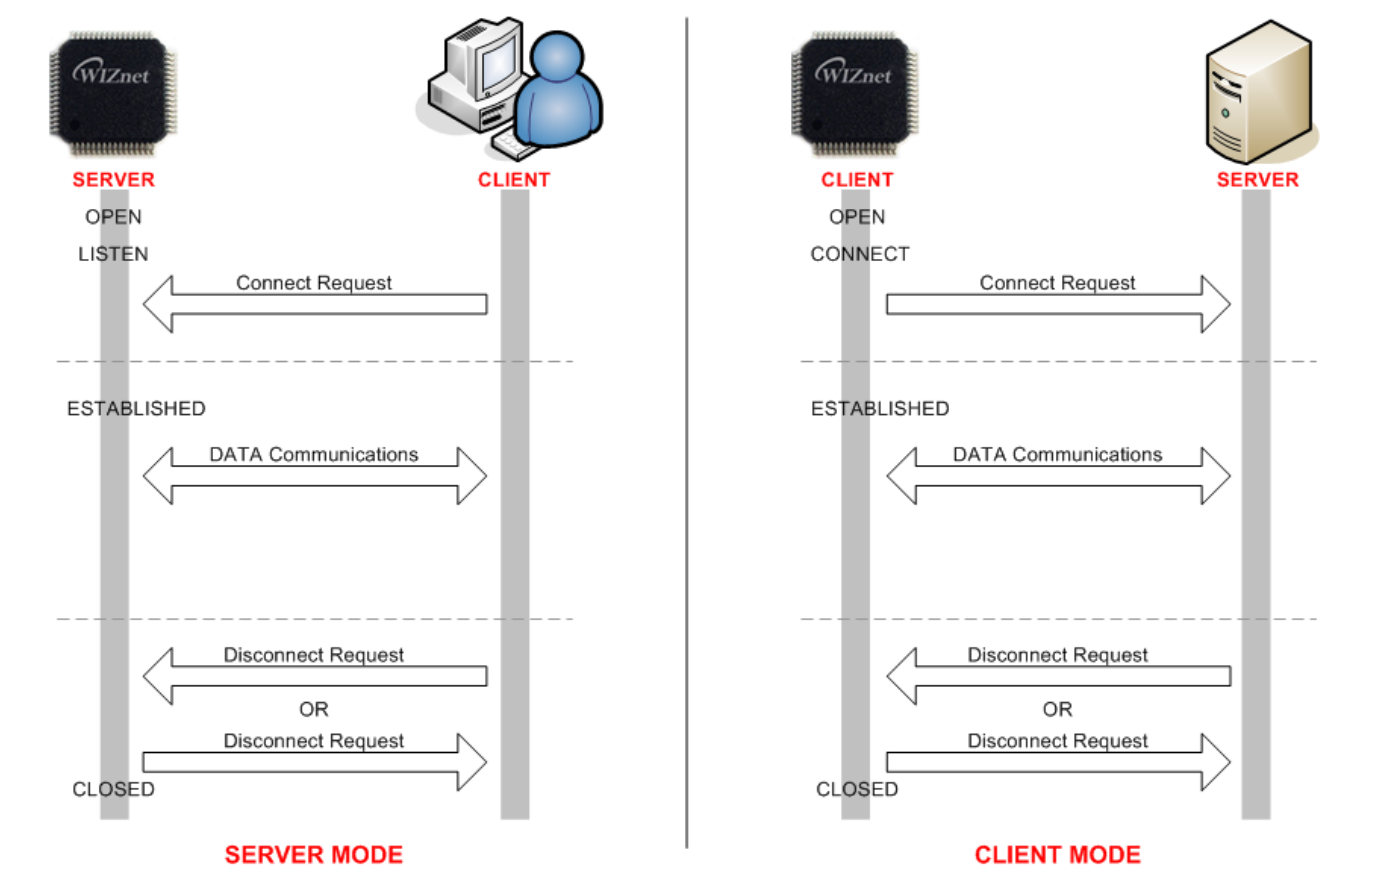 WIZnet
SERVER
CLIENT
OPEN
LISTEN
Connect Request
ESTABLISHED
DATA Communications
Disconnect Request
OR
Disconnect Request
CLOSED
SERVER MODE
WIZnet
CLIENT
SERVER
OPEN
CONNECT
Connect Request
ESTABLISHED
DATA Communications
Disconnect Request
OR
Disconnect Request
CLOSED
CLIENT MODE